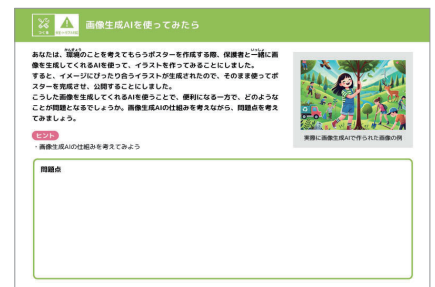 画像生成AIを使ってみたら
あなたは、環境のことを考えてもらうポスターを作成する際、保護者と一緒に画
像を生成してくれるAIを使って、イラストを作ってみることにしました。
すると、イメージにぴったり合うイラストが生成されたので、そのまま使ってポ
スターを完成させ、公開することにしました。
こうした画像を生成してくれるAIを使うことで、便利になる一方で、どのような
ことが問題となるでしょうか。画像生成AIの仕組みを考えながら、問題点を考え
てみましょう。
実際に画像生成AIで作られた画像の例
ヒント
・画像生成AIの仕組みを考えてみよう
問題点